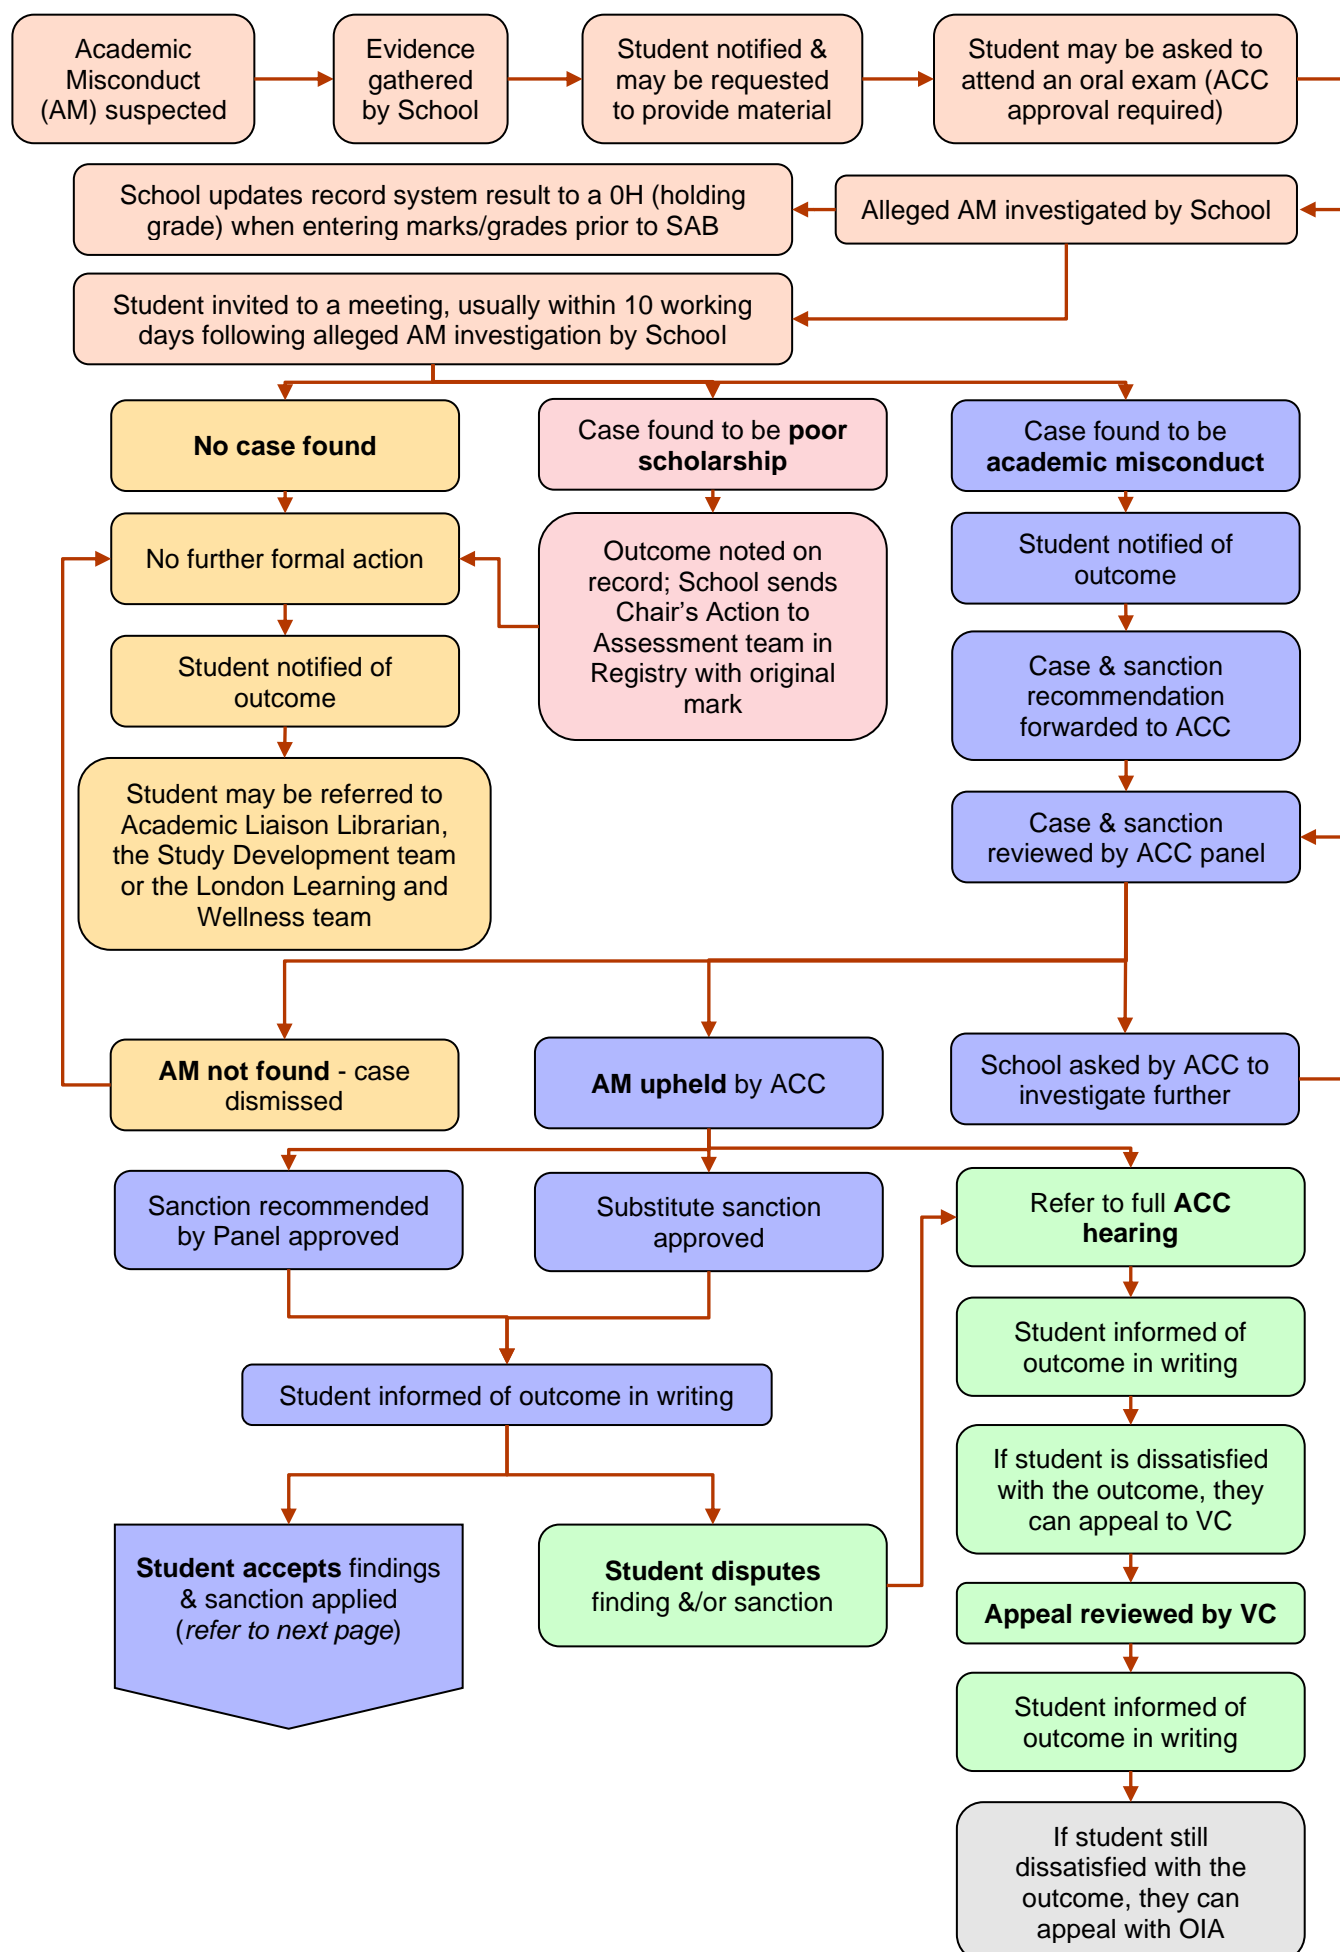 Academic
Misconduct
(AM) suspected
Evidence
gathered
by School
Student notified &
may be requested
to provide material
Student may be asked to
attend an oral exam (ACC
approval required)
School updates record system result to a 0H (holding
grade) when entering marks/grades prior to SAB
Alleged AM investigated by School
Student invited to a meeting, usually within 10 working
days following alleged AM investigation by School
No case found
Case found to be poor
scholarship
Case found to be
academic misconduct
No further formal action
Outcome noted on
record; School sends
Chair’s Action to
Assessment team in
Registry with original
mark
Student notified of
outcome
Student notified of
outcome
Case & sanction
recommendation
forwarded to ACC
Student may be referred to
Academic Liaison Librarian,
the Study Development team
or the London Learning and
Wellness team
Case & sanction
reviewed by ACC panel
AM not found - case
dismissed
AM upheld by ACC
School asked by ACC to
investigate further
Sanction recommended
by Panel approved
Substitute sanction
approved
Refer to full ACC
hearing
Student informed of outcome in writing
Student informed of
outcome in writing
If student is dissatisfied
with the outcome, they
can appeal to VC
Student accepts findings
& sanction applied
(refer to next page)
Student disputes
finding &/or sanction
Appeal reviewed by VC
Student informed of
outcome in writing
If student still
dissatisfied with the
outcome, they can
appeal with OIA